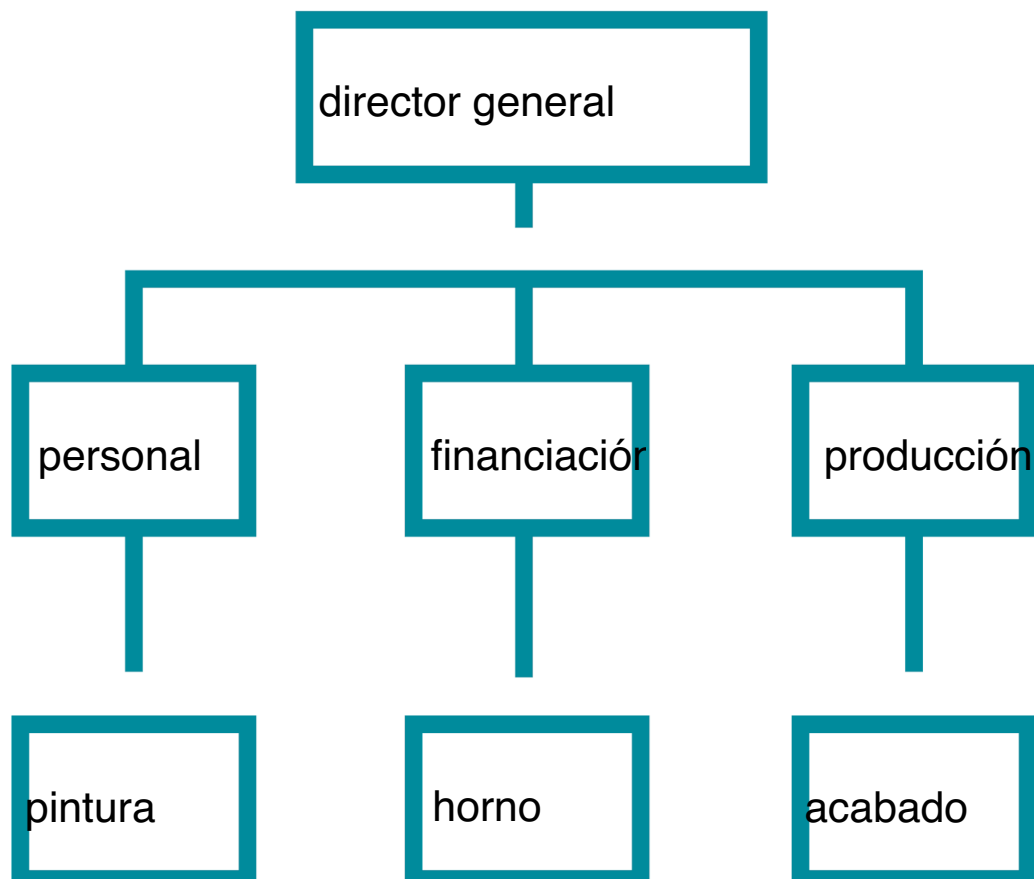 director general
personal
financiación
producción
pintura
horno
acabado